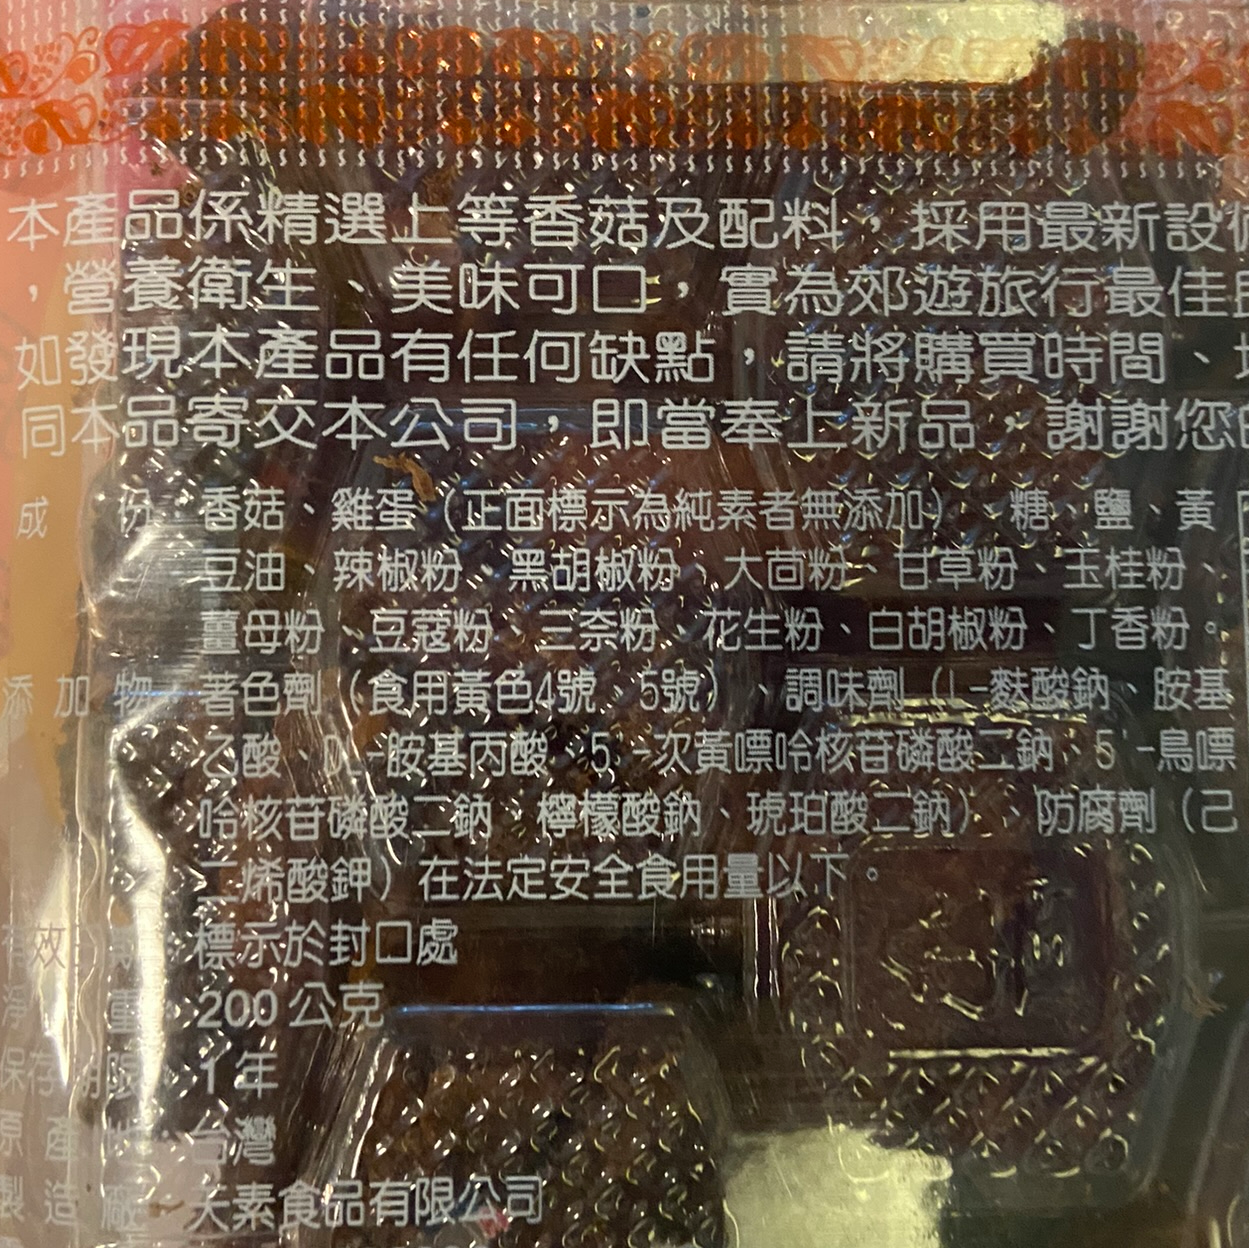 本產品係精選上等香菇及配料，採用最新設備
，營養衛生、美味可口，實為郊遊旅行最佳
如發現本產品有任何缺點，請將購買時間、
同本品寄交本公司，即當奉上新品，謝謝您
成 份：香菇、雞蛋（正面標示為純素者無添加）、糖、鹽、黃
豆油、辣椒粉、黑胡椒粉、大茴粉、甘草粉、玉桂粉、
薑母粉、豆蔻粉、三奈粉、花生粉、白胡椒粉、丁香粉。
添加物：著色劑（食用黃色4號、5號）、調味劑（L-麩酸鈉、胺基
乙酸、DL-胺基丙酸、5'-次黃嘌呤核苷磷酸二鈉、5'-鳥嘌
呤核苷磷酸二鈉、檸檬酸鈉、琥珀酸二鈉）、防腐劑（己
二烯酸鉀）在法定安全食用量以下。
有效日期：標示於封口處
淨 重：200公克
保存期限：1年
原 產 地：台灣
製 造 廠：天素食品有限公司